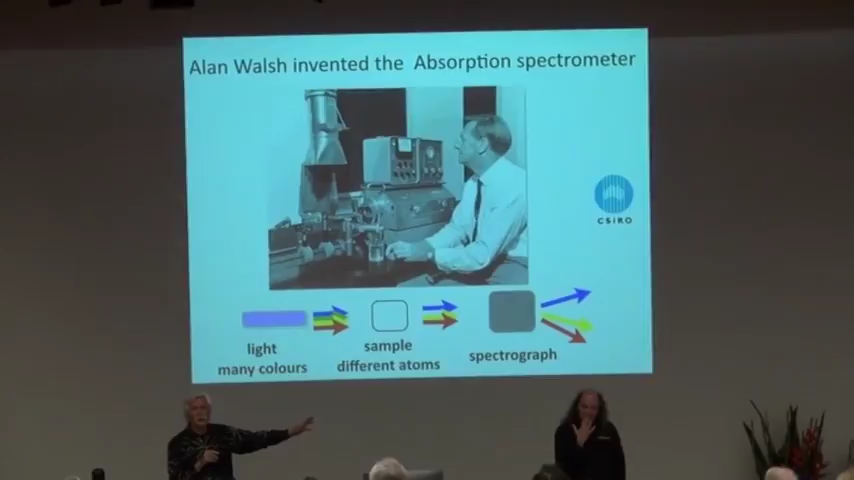 Alan Walsh invented the Absorption spectrometer
CSIRO
light
many colours
sample
different atoms
spectrograph